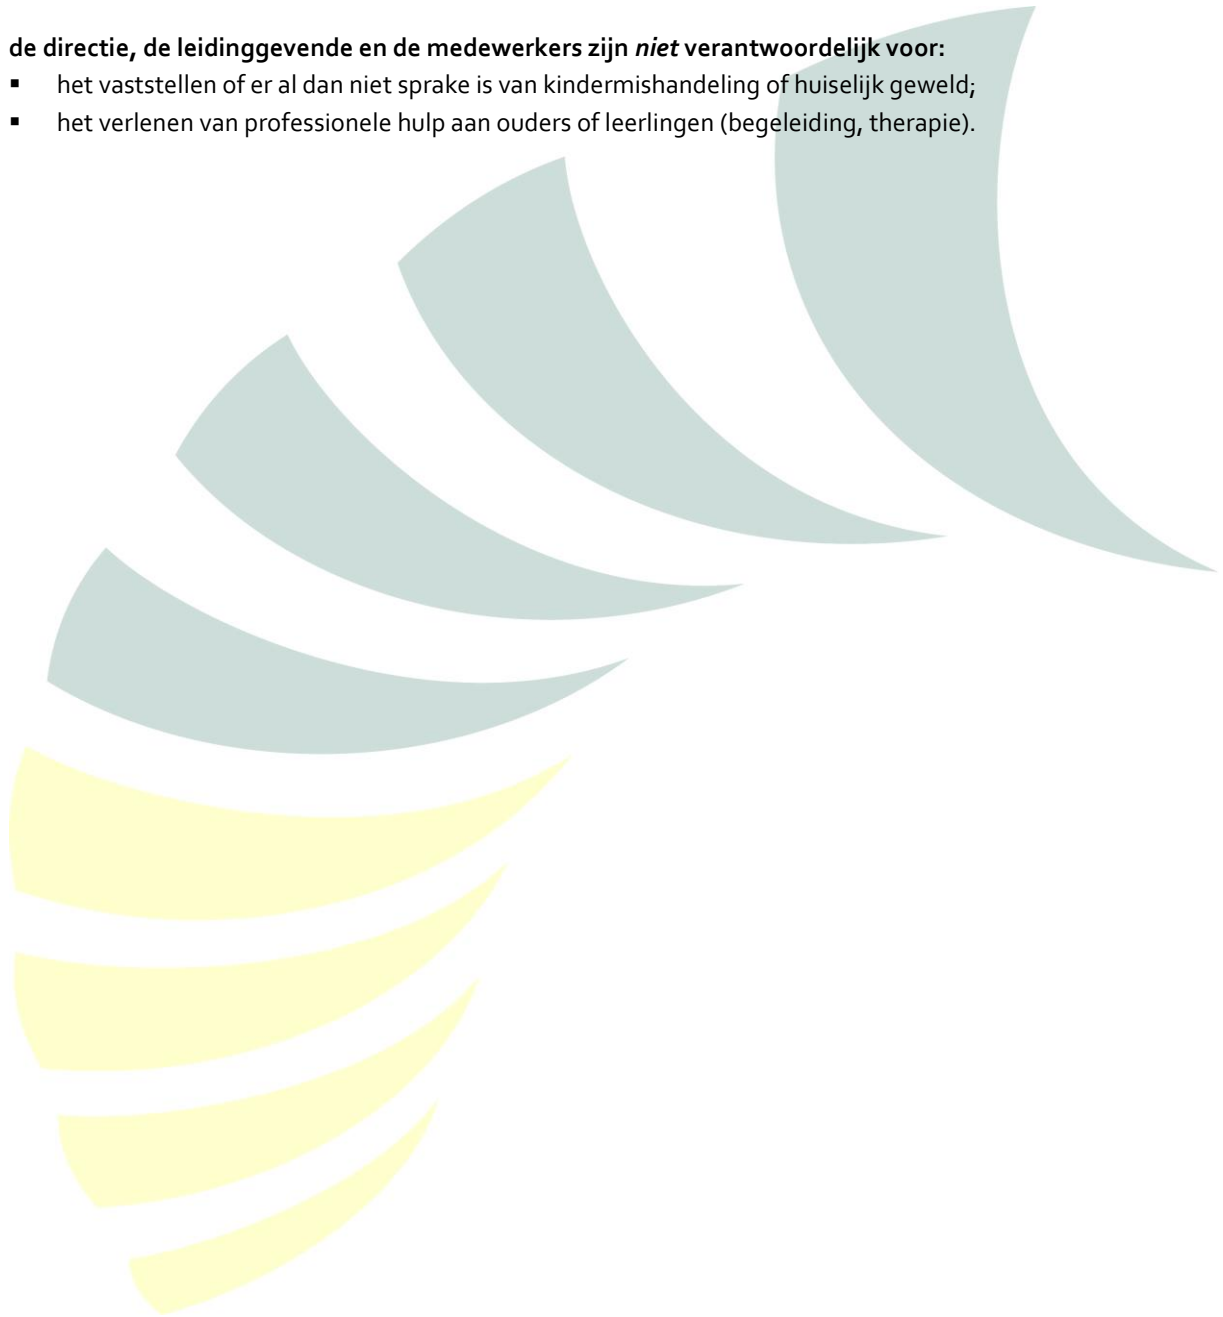 de directie, de leidinggevende en de medewerkers zijn niet verantwoordelijk voor:
▪ het vaststellen of er al dan niet sprake is van kindermishandeling of huiselijk geweld;
▪ het verlenen van professionele hulp aan ouders of leerlingen (begeleiding, therapie).